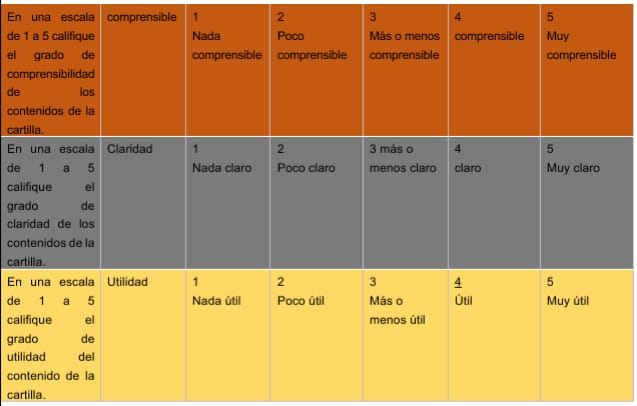 En una escala de 1 a 5 califique el grado de comprensibilidad de los contenidos de la cartilla.
comprensible
1
Nada
comprensible
2
Poco
comprensible
3
Más o menos
comprensible
4
comprensible
5
Muy
comprensible
En una escala de 1 a 5 califique el grado de claridad de los contenidos de la cartilla.
Claridad
1
Nada claro
2
Poco claro
3 más o
menos claro
4
claro
5
Muy claro
En una escala de 1 a 5 califique el grado de utilidad del contenido de la cartilla.
Utilidad
1
Nada útil
2
Poco útil
3
Más o
menos útil
4
Útil
5
Muy útil